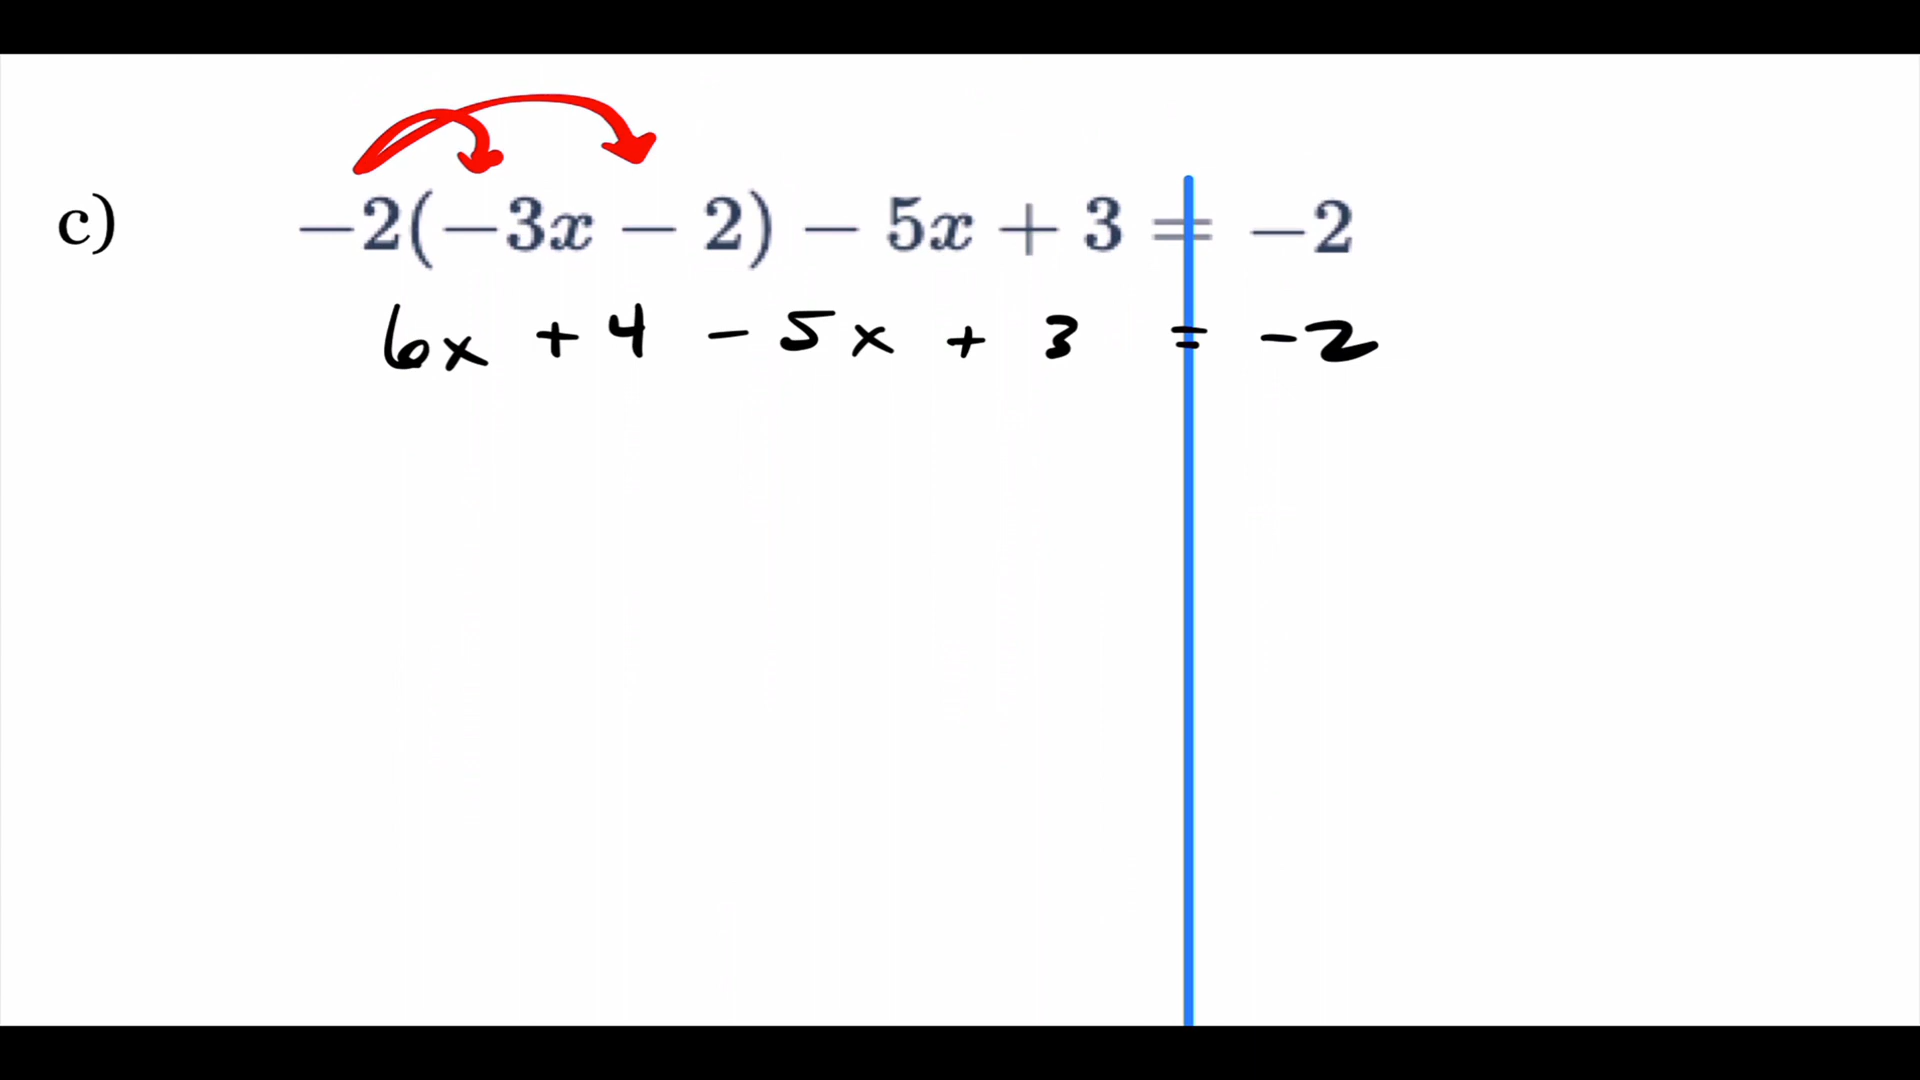 c) −2(−3x − 2) − 5x + 3 = −2
6x + 4 − 5x + 3 = −2